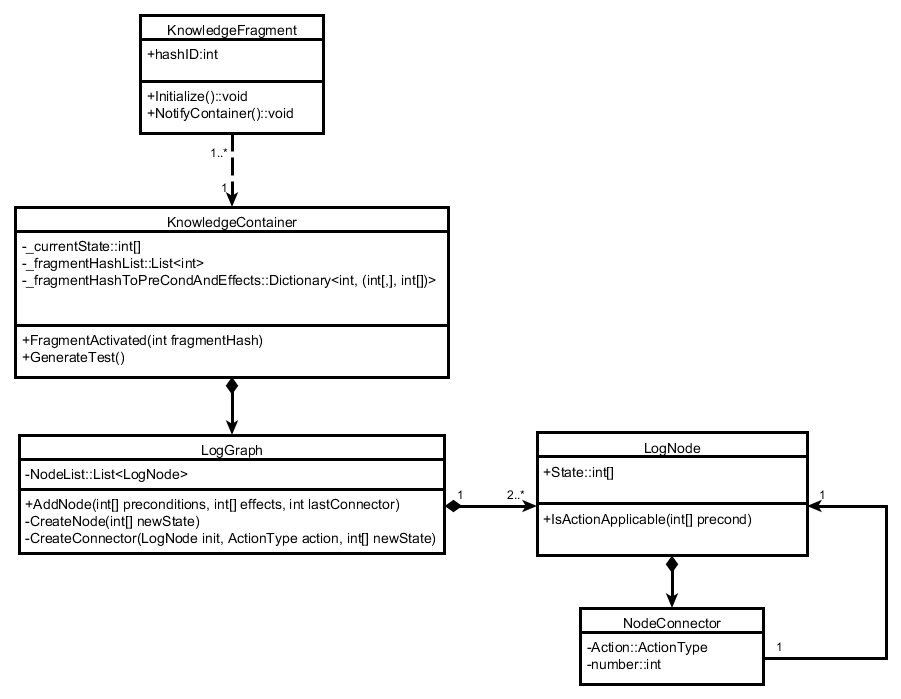 KnowledgeFragment
+hashID:int
+Initialize()::void
+NotifyContainer()::void
1..*
1
KnowledgeContainer
-_currentState::int[]
-_fragmentHashList::List<int>
-_fragmentHashToPreCondAndEffects::Dictionary<int, (int[,], int[])>
+FragmentActivated(int fragmentHash)
+GenerateTest()
LogGraph
-NodeList::List<LogNode>
+AddNode(int[] preconditions, int[] effects, int lastConnector)
-CreateNode(int[] newState)
-CreateConnector(LogNode init, ActionType action, int[] newState)
1
2..*
LogNode
+State::int[]
+IsActionApplicable(int[] precond)
1
NodeConnector
-Action::ActionType
-number::int
1